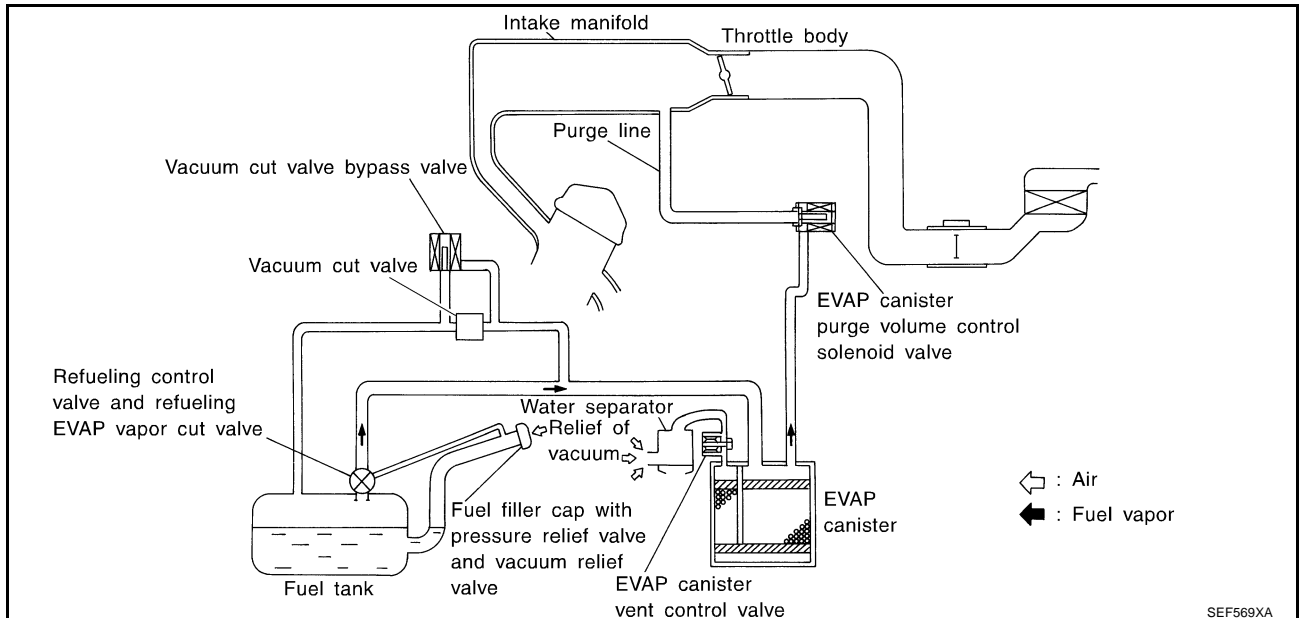 Intake manifold
Throttle body
Purge line
Vacuum cut valve bypass valve
Vacuum cut valve
EVAP canister
purge volume control
solenoid valve
Refueling control
valve and refueling
EVAP vapor cut valve
Water separator
Relief of
vacuum
Fuel filler cap with
pressure relief valve
and vacuum relief
valve
EVAP
canister
: Air
: Fuel vapor
Fuel tank
EVAP canister
vent control valve
SEF569XA